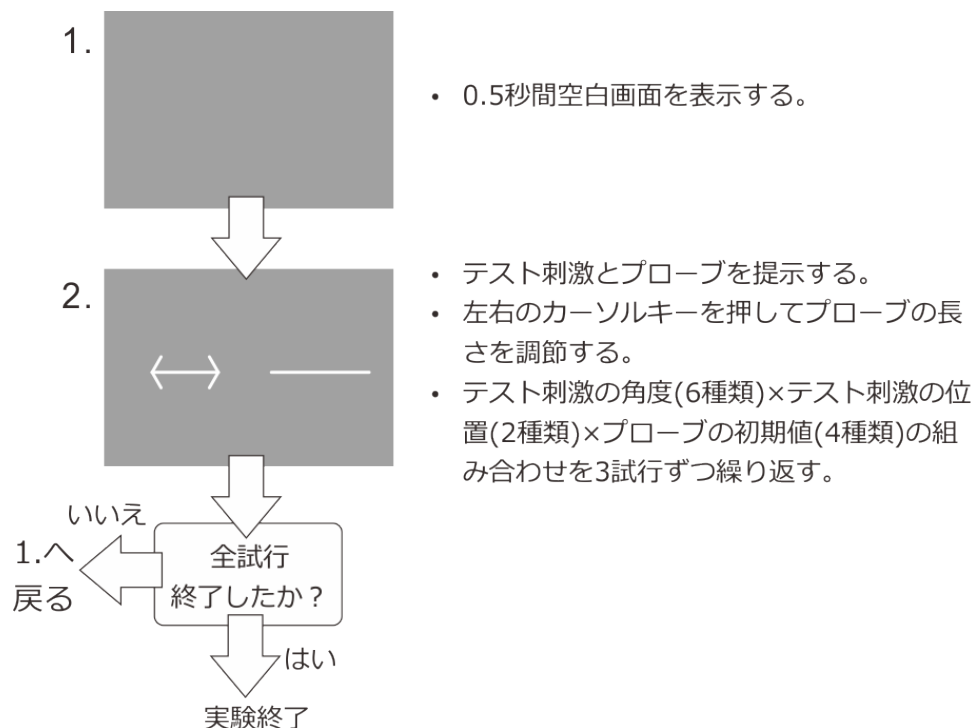 1.
• 0.5秒間空白画面を表示する。
2.
• テスト刺激とプローブを提示する。
• 左右のカーソルキーを押してプローブの長
さを調節する。
• テスト刺激の角度(6種類)×テスト刺激の位
置(2種類)×プローブの初期値(4種類)の組
み合わせを3試行ずつ繰り返す。
いいえ
1.へ
戻る
全試行
終了したか？
はい
実験終了